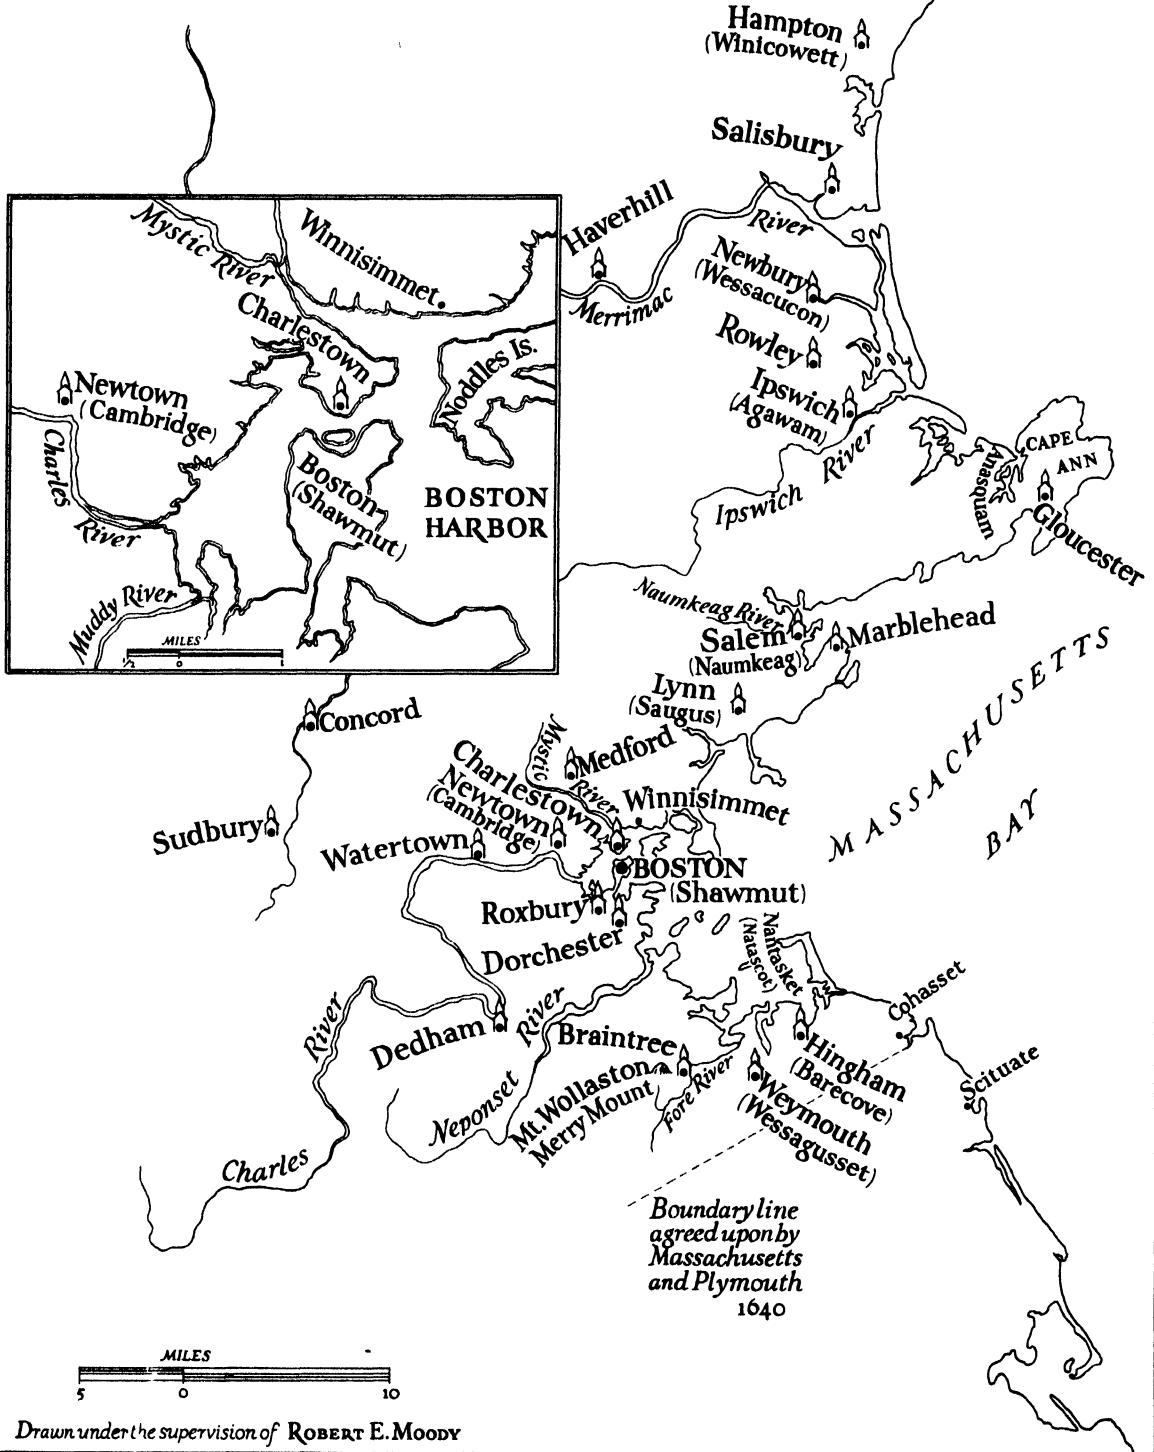 Hampton
(Winicowett)
Salisbury
Haverhill
River
Merrimac
Newbury
(Wessacucon)
Rowley
Ipswich
(Agawam)
River
Ipswich
CAPE
ANN
Anasquam
Gloucester
Mystic River
Winnisimmet
Charlestown
Noddles Is.
Newtown
(Cambridge)
Charles
River
Boston
(Shawmut)
BOSTON
HARBOR
Muddy River
MILES
1/2 0 1
Naumkeag River
Salem
(Naumkeag)
Marblehead
Lynn
(Saugus)
MASSACHUSETTS
BAY
Concord
Mystic
River
Medford
Charlestown
Newtown
(Cambridge)
Winnisimmet
Sudbury
Watertown
BOSTON
(Shawmut)
Roxbury
Dorchester
Nantasket
(Natascot)
Cohasset
River
Dedham
River
Braintree
Mt. Wollaston
Merry Mount
Fore River
Hingham
(Barecove)
Weymouth
(Wessagusset)
Scituate
Neponset
Charles
Boundary line
agreed upon by
Massachusetts
and Plymouth
1640
MILES
5 0 10
Drawn under the supervision of ROBERT E. MOODY